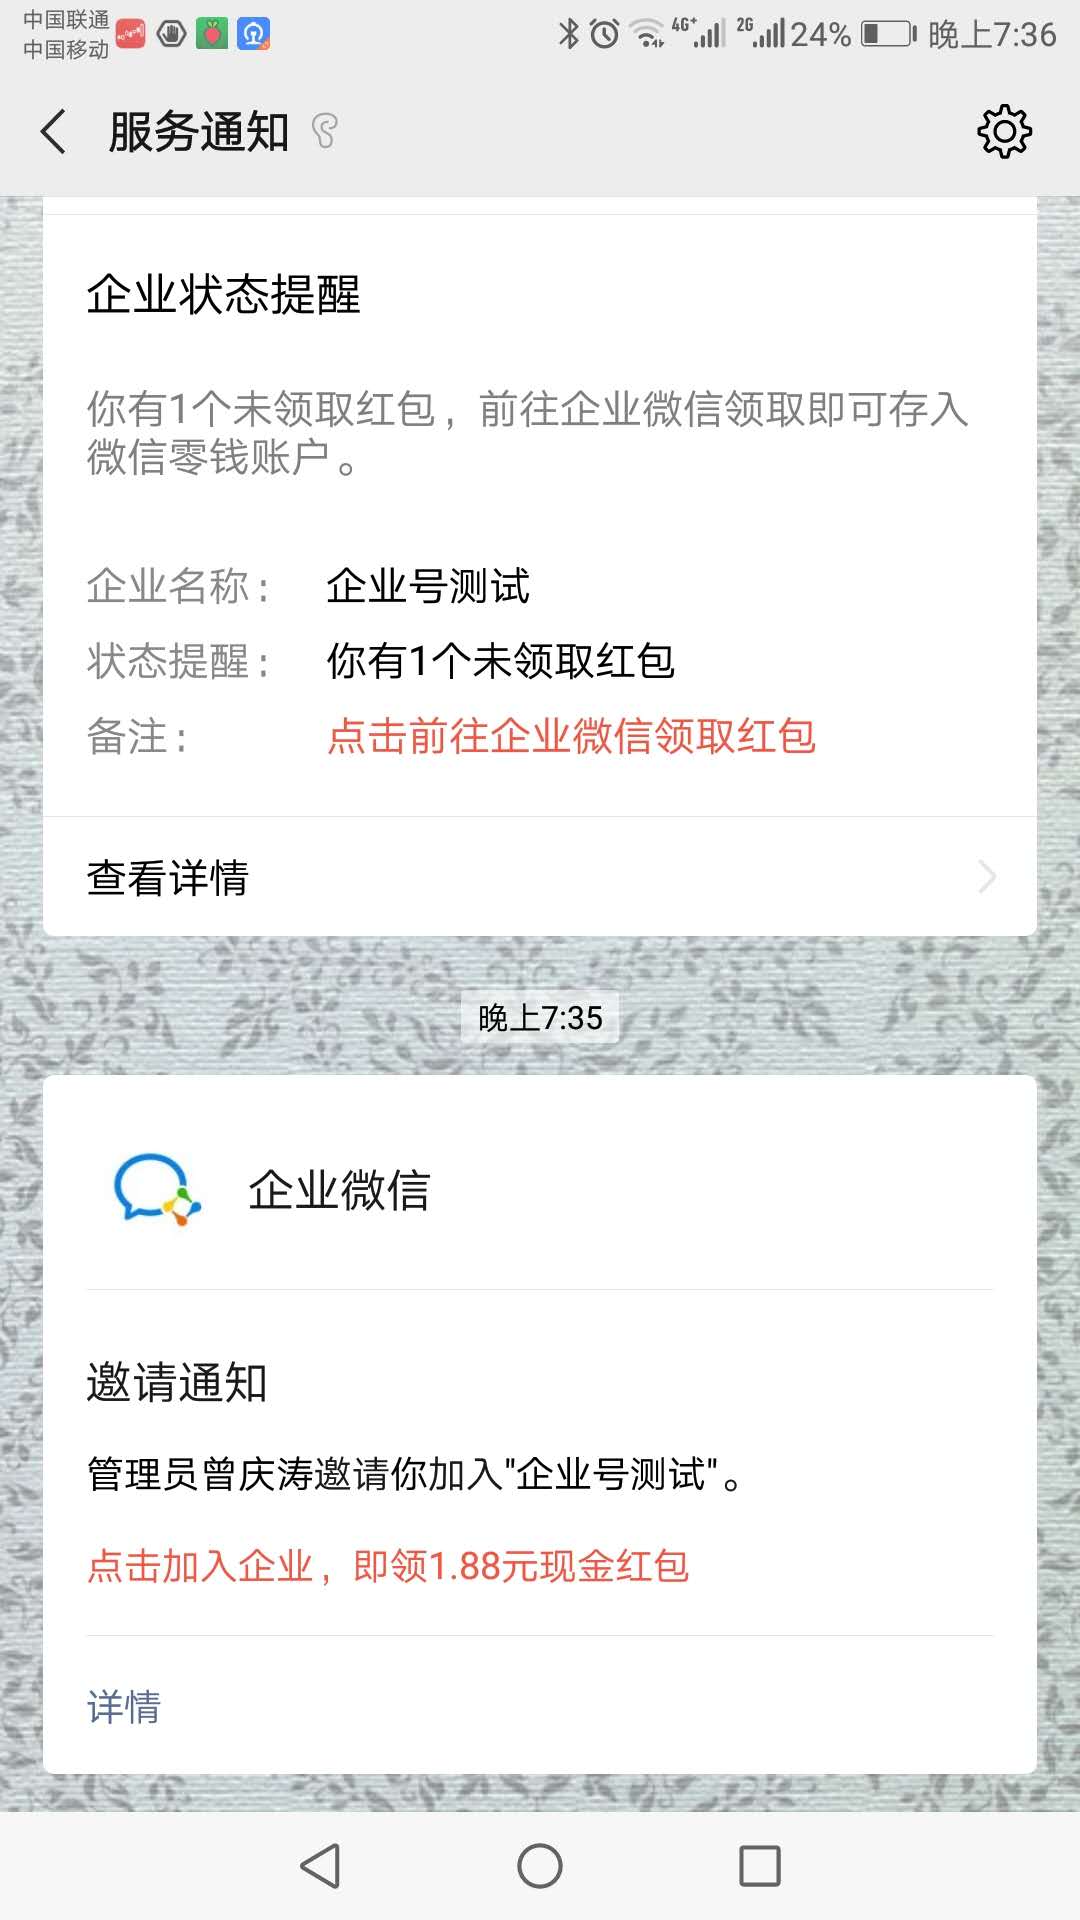 中国联通
中国移动
4G+ 2G 24% 晚上7:36
服务通知
企业状态提醒
你有1个未领取红包，前往企业微信领取即可存入
微信零钱账户。
企业名称： 企业号测试
状态提醒： 你有1个未领取红包
备注： 点击前往企业微信领取红包
查看详情
晚上7:35
企业微信
邀请通知
管理员曾庆涛邀请你加入"企业号测试"。
点击加入企业，即领1.88元现金红包
详情